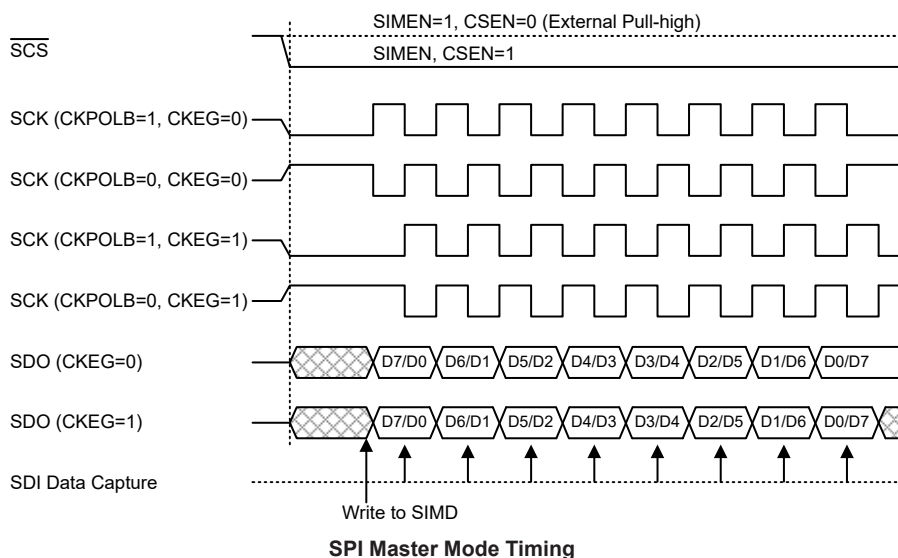 SIMEN=1, CSEN=0 (External Pull-high)
SCS
SIMEN, CSEN=1
SCK (CKPOLB=1, CKEG=0)
SCK (CKPOLB=0, CKEG=0)
SCK (CKPOLB=1, CKEG=1)
SCK (CKPOLB=0, CKEG=1)
SDO (CKEG=0) D7/D0 D6/D1 D5/D2 D4/D3 D3/D4 D2/D5 D1/D6 D0/D7
SDO (CKEG=1) D7/D0 D6/D1 D5/D2 D4/D3 D3/D4 D2/D5 D1/D6 D0/D7
SDI Data Capture
Write to SIMD
SPI Master Mode Timing